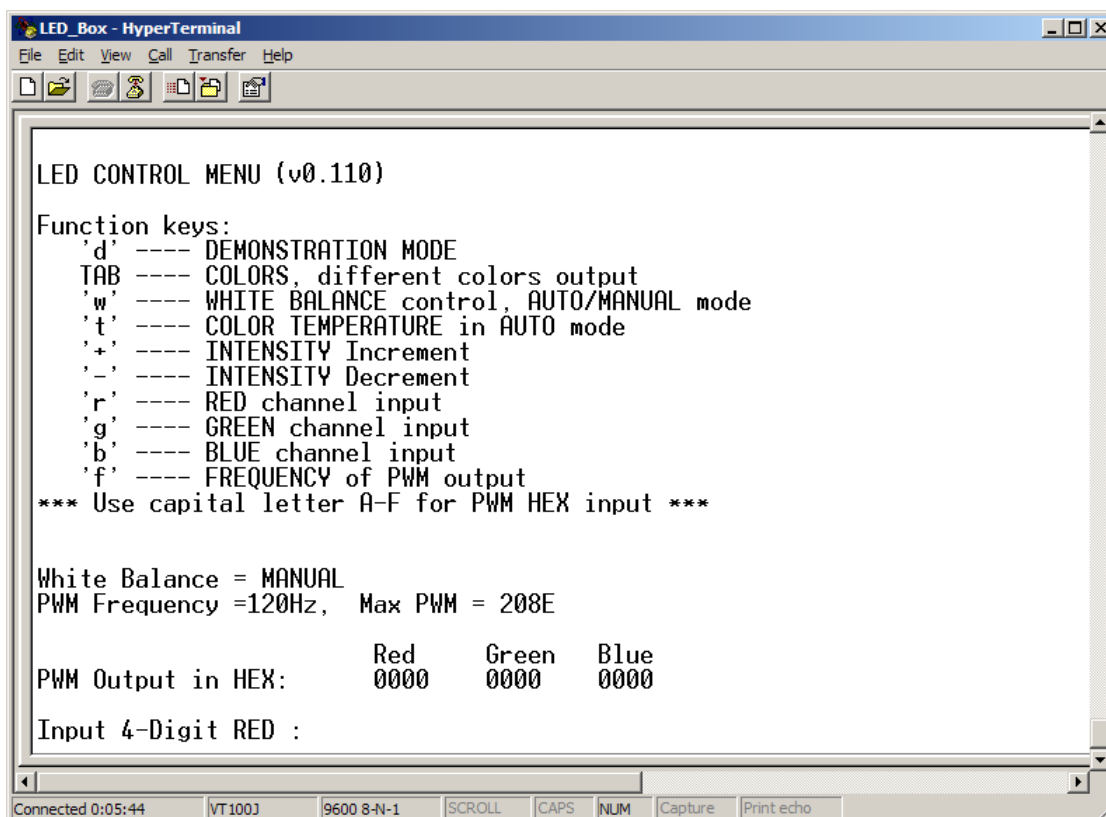 LED_Box - HyperTerminal
File Edit View Call Transfer Help
LED CONTROL MENU (v0.110)
Function keys:
'd' ---- DEMONSTRATION MODE
TAB ---- COLORS, different colors output
'w' ---- WHITE BALANCE control, AUTO/MANUAL mode
't' ---- COLOR TEMPERATURE in AUTO mode
'+' ---- INTENSITY Increment
'-' ---- INTENSITY Decrement
'r' ---- RED channel input
'g' ---- GREEN channel input
'b' ---- BLUE channel input
'f' ---- FREQUENCY of PWM output
*** Use capital letter A-F for PWM HEX input ***
White Balance = MANUAL
PWM Frequency =120Hz, Max PWM = 208E
Red Green Blue
PWM Output in HEX: 0000 0000 0000
Input 4-Digit RED :
Connected 0:05:44 VT100J 9600 8-N-1 SCROLL CAPS NUM Capture Print echo